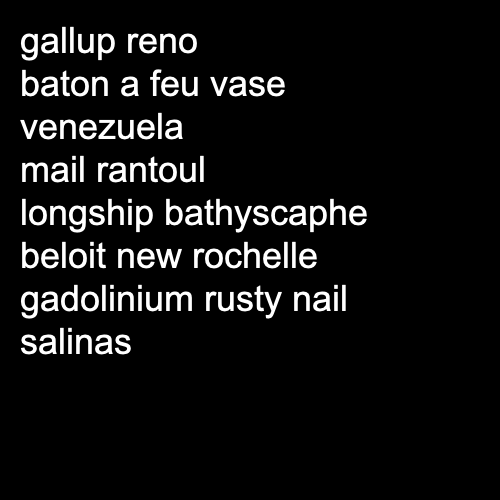 gallup reno
baton a feu vase
venezuela
mail rantoul
longship bathyscaphe
beloit new rochelle
gadolinium rusty nail
salinas